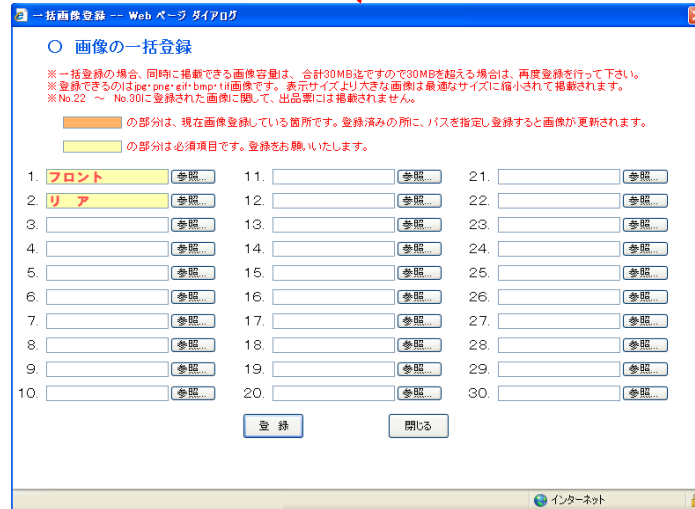 一括画像登録 -- Web ページ ダイアログ
○ 画像の一括登録
※一括登録の場合、同時に掲載できる画像容量は、合計30MB迄ですので30MBを超える場合は、再度登録を行って下さい。
※登録できるのはjpg・png・gif・bmp・tif画像です。表示サイズより大きな画像は最適なサイズに縮小されて掲載されます。
※No.22 ～ No.30に登録された画像に関して、出品票には掲載されません。
の部分は、現在画像登録している箇所です。登録済みの所に、パスを指定し登録すると画像が更新されます。
の部分は必須項目です。登録をお願いいたします。
1. フロント 参照... 11. 参照... 21. 参照...
2. リ ア 参照... 12. 参照... 22. 参照...
3. 参照... 13. 参照... 23. 参照...
4. 参照... 14. 参照... 24. 参照...
5. 参照... 15. 参照... 25. 参照...
6. 参照... 16. 参照... 26. 参照...
7. 参照... 17. 参照... 27. 参照...
8. 参照... 18. 参照... 28. 参照...
9. 参照... 19. 参照... 29. 参照...
10. 参照... 20. 参照... 30. 参照...
登 録 閉じる
インターネット